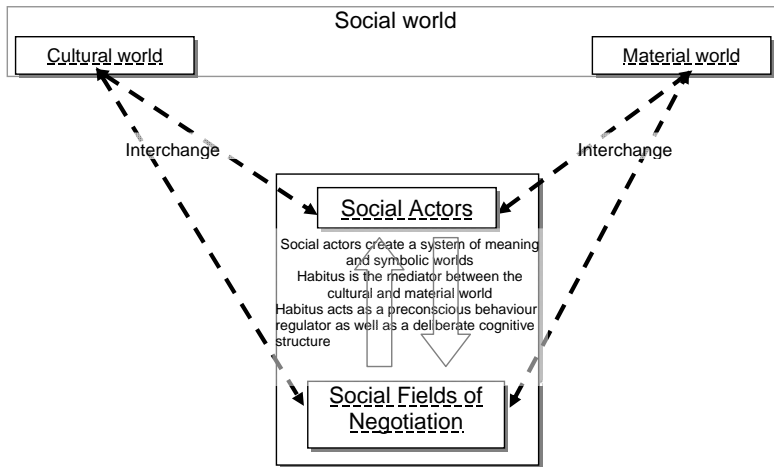 Social world
Cultural world
Material world
Interchange
Interchange
Social Actors
Social actors create a system of meaning
and symbolic worlds
Habitus is the mediator between the
cultural and material world
Habitus acts as a preconscious behaviour
regulator as well as a deliberate cognitive
structure
Social Fields of
Negotiation